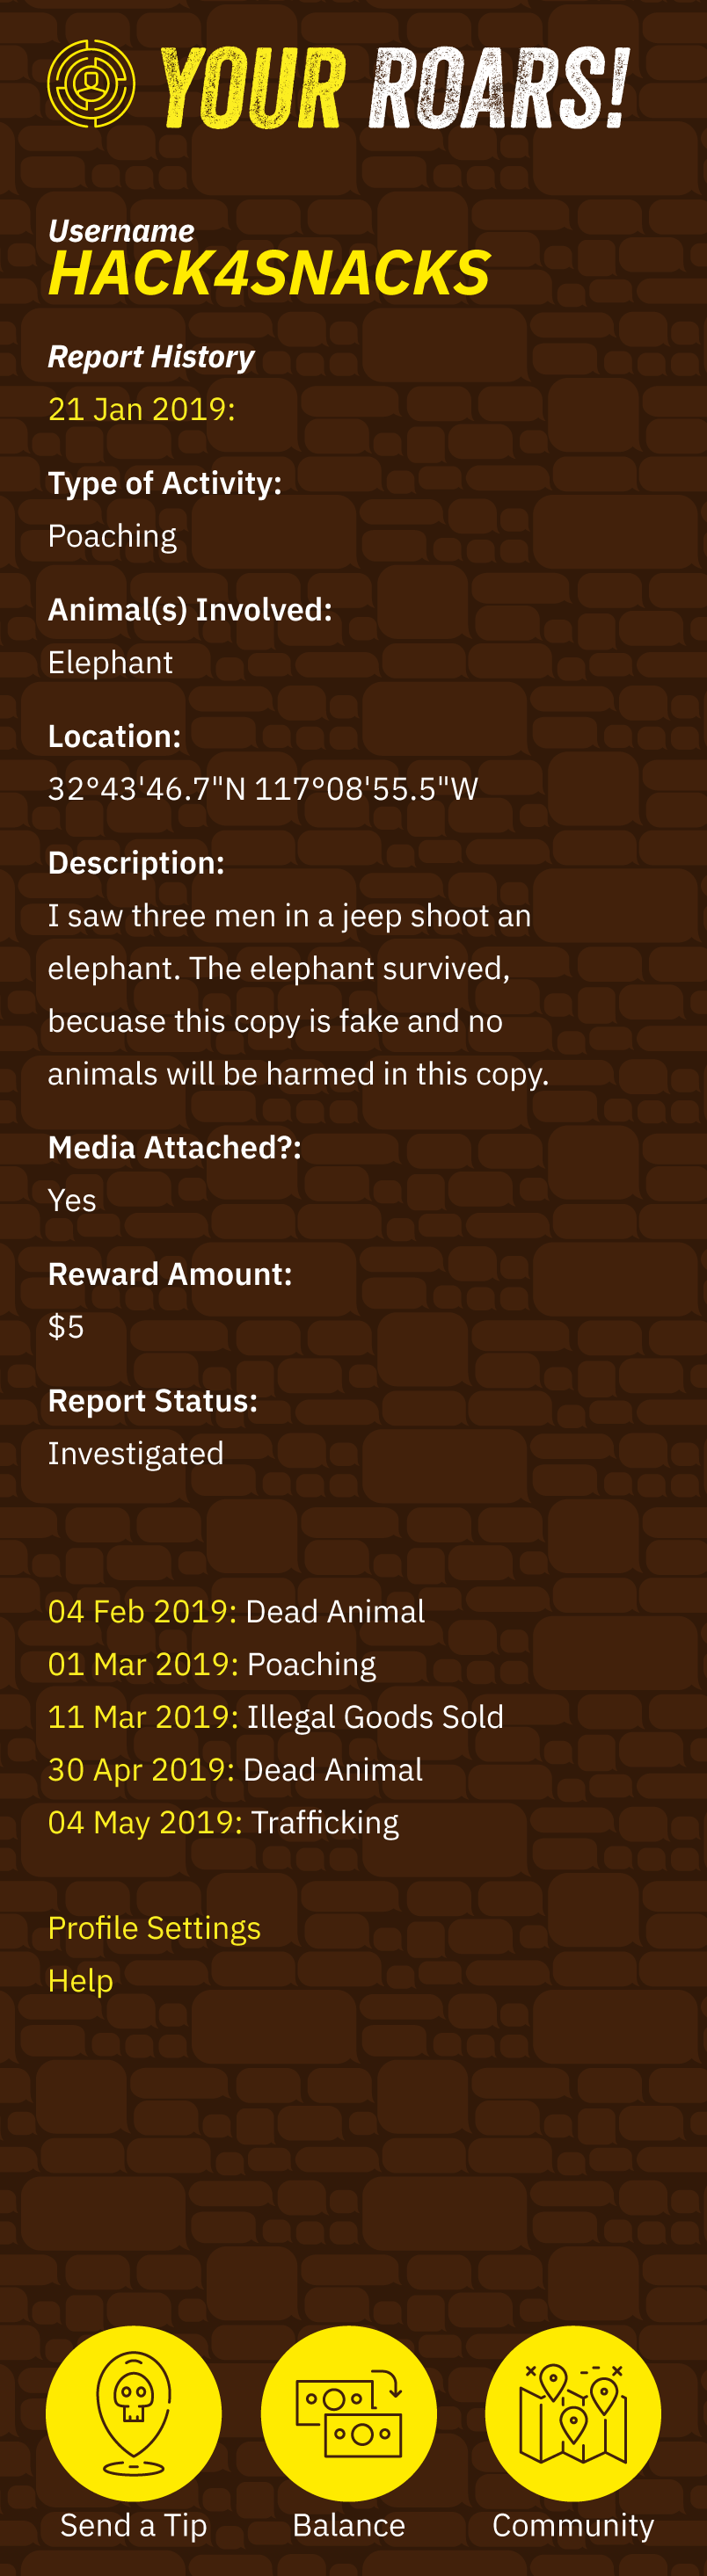 YOUR ROARS!
Username
HACK4SNACKS
Report History
21 Jan 2019:
Type of Activity:
Poaching
Animal(s) Involved:
Elephant
Location:
32°43'46.7"N 117°08'55.5"W
Description:
I saw three men in a jeep shoot an
elephant. The elephant survived,
becuase this copy is fake and no
animals will be harmed in this copy.
Media Attached?:
Yes
Reward Amount:
$5
Report Status:
Investigated
04 Feb 2019: Dead Animal
01 Mar 2019: Poaching
11 Mar 2019: Illegal Goods Sold
30 Apr 2019: Dead Animal
04 May 2019: Trafficking
Profile Settings
Help
Send a Tip
Balance
Community